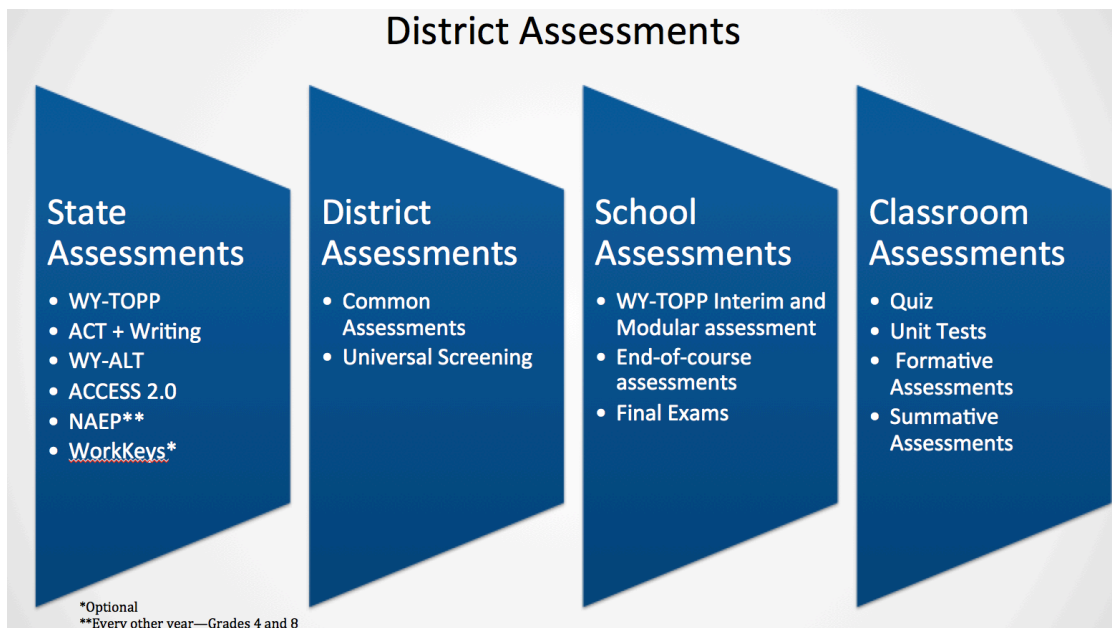 District Assessments
State
Assessments
• WY-TOPP
• ACT + Writing
• WY-ALT
• ACCESS 2.0
• NAEP**
• WorkKeys*
District
Assessments
• Common
Assessments
• Universal Screening
School
Assessments
• WY-TOPP Interim and
Modular assessment
• End-of-course
assessments
• Final Exams
Classroom
Assessments
• Quiz
• Unit Tests
• Formative
Assessments
• Summative
Assessments
*Optional
**Every other year—Grades 4 and 8